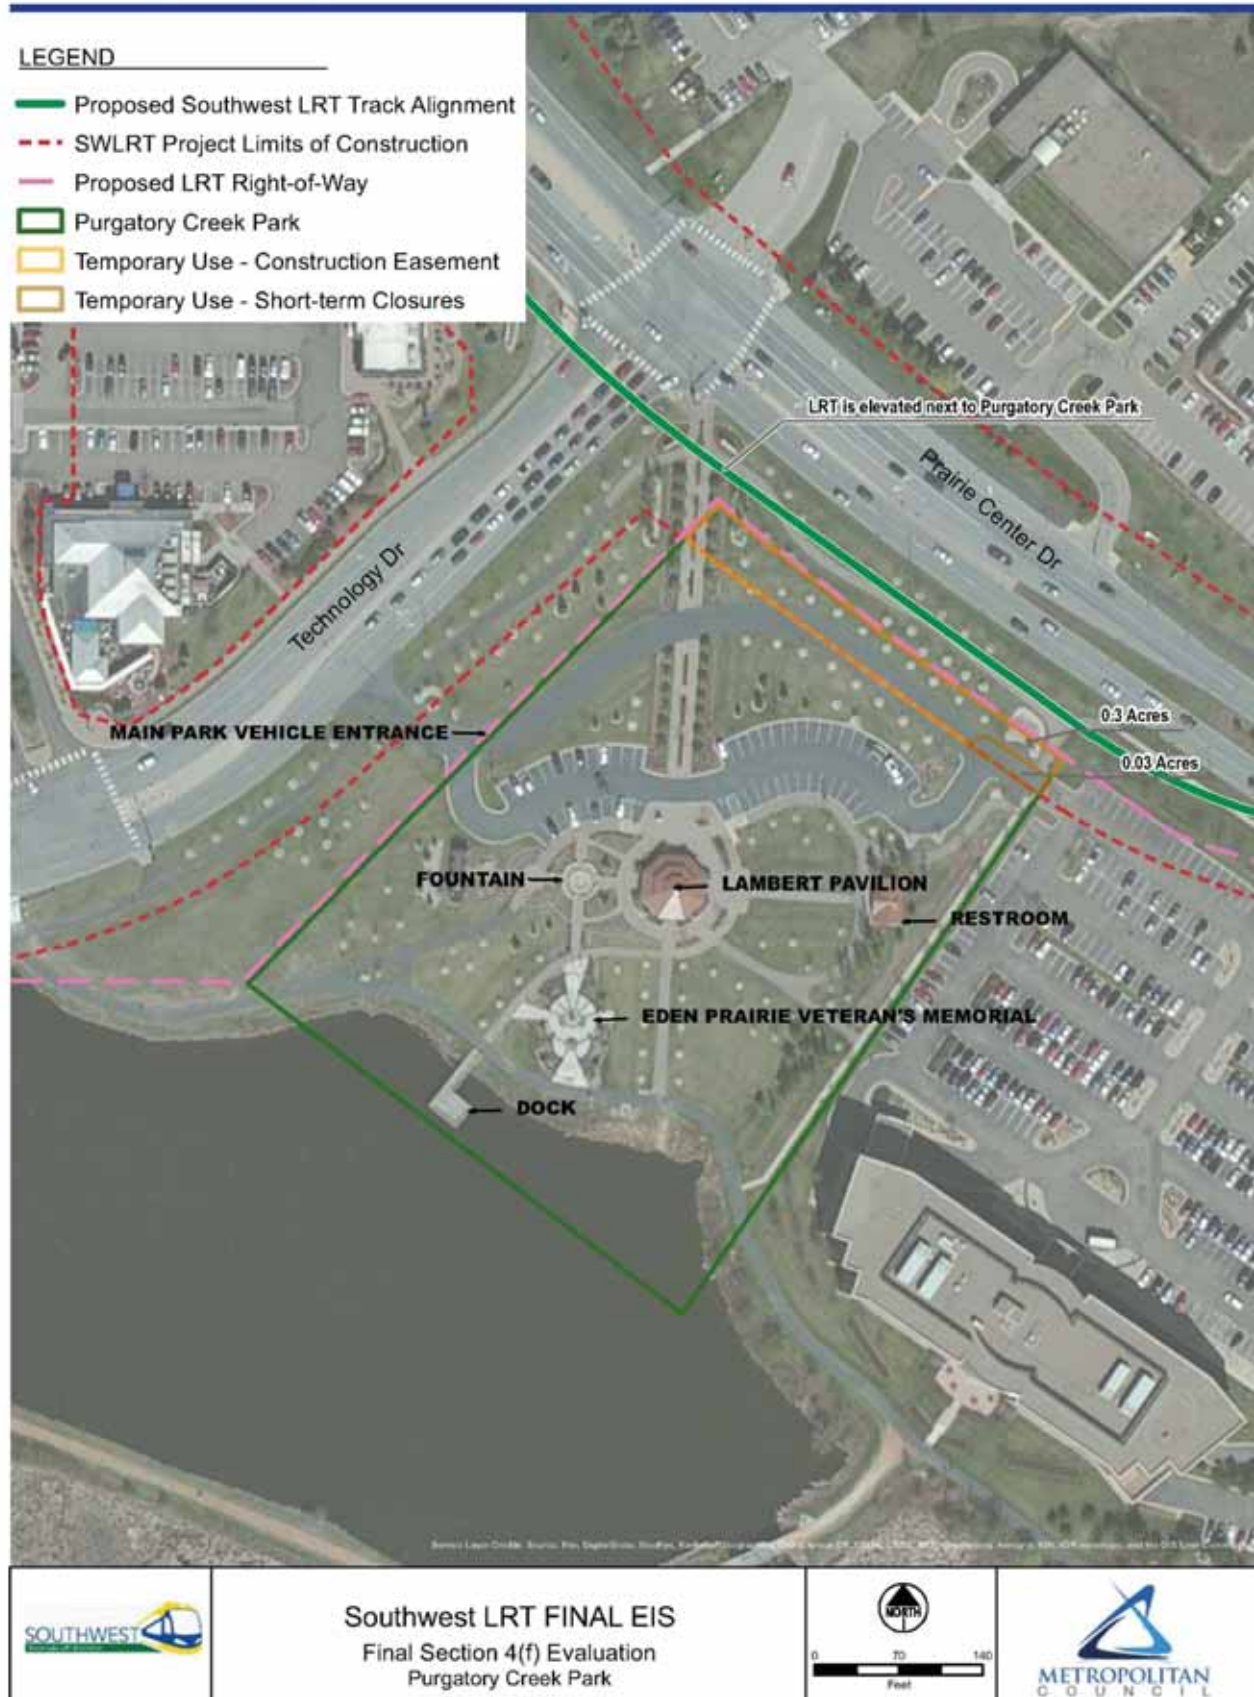 LEGEND
Proposed Southwest LRT Track Alignment
SWLRT Project Limits of Construction
Proposed LRT Right-of-Way
Purgatory Creek Park
Temporary Use - Construction Easement
Temporary Use - Short-term Closures
LRT is elevated next to Purgatory Creek Park
Prairie Center Dr
Technology Dr
0.3 Acres
MAIN PARK VEHICLE ENTRANCE
0.03 Acres
FOUNTAIN
LAMBERT PAVILION
RESTROOM
EDEN PRAIRIE VETERAN'S MEMORIAL
DOCK
SOUTHWEST
Southwest LRT FINAL EIS
Final Section 4(f) Evaluation
Purgatory Creek Park
NORTH
0 70 140
Feet
METROPOLITAN
COUNCIL